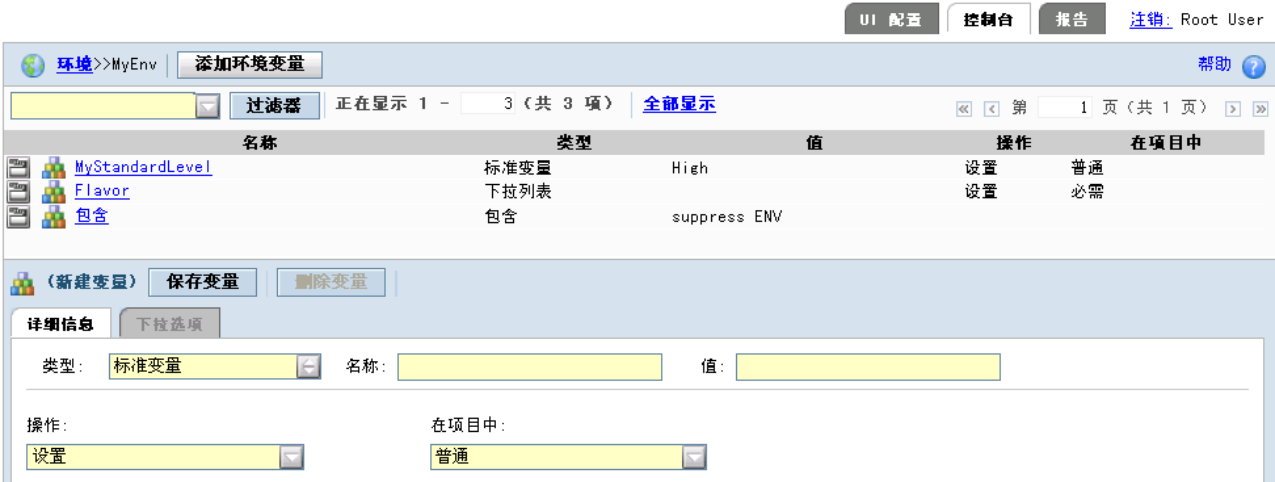 UI 配置 控制台 报告 注销: Root User
环境>>MyEnv 添加环境变量 帮助
过滤器 正在显示 1 - 3 (共 3 项) 全部显示 第 1 页 (共 1 页)
名称 类型 值 操作 在项目中
MyStandardLevel 标准变量 High 设置 普通
Flavor 下拉列表 设置 必需
包含 包含 suppress ENV
(新建变量) 保存变量 删除变量
详细信息 下拉选项
类型: 标准变量 名称: 值:
操作: 在项目中:
设置 普通